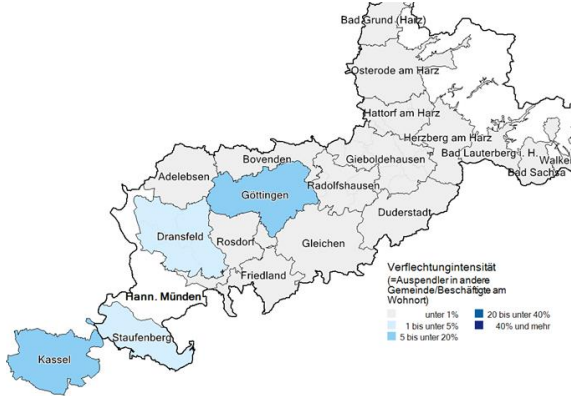 Bad Grund (Harz)
Osterode am Harz
Hattorf am Harz
Herzberg am Harz
Bad Lauterberg i. H.
Walken
Bad Sachsa
Bovenden
Gieboldehausen
Adelebsen
Göttingen
Radolfshausen
Duderstadt
Dransfeld
Rosdorf
Gleichen
Friedland
Hann. Münden
Staufenberg
Kassel
Verflechtungintensität
(=Auspendler in andere
Gemeinde/Beschäftigte am
Wohnort)
unter 1% 20 bis unter 40%
1 bis unter 5% 40% und mehr
5 bis unter 20%